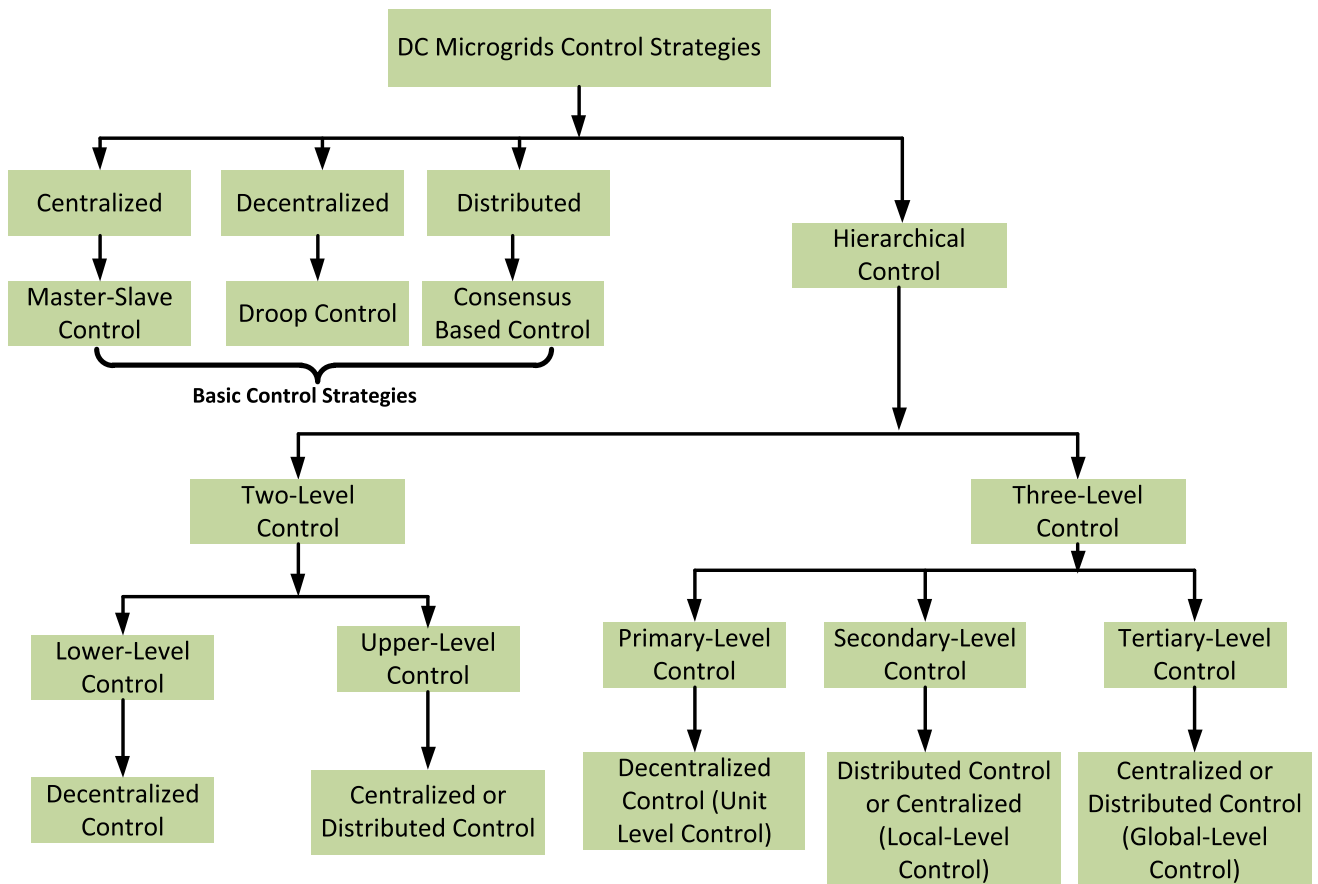 DC Microgrids Control Strategies
Centralized
Decentralized
Distributed
Hierarchical
Control
Master-Slave
Control
Droop Control
Consensus
Based Control
Basic Control Strategies
Two-Level
Control
Three-Level
Control
Lower-Level
Control
Upper-Level
Control
Primary-Level
Control
Secondary-Level
Control
Tertiary-Level
Control
Decentralized
Control
Centralized or
Distributed Control
Decentralized
Control (Unit
Level Control)
Distributed Control
or Centralized
(Local-Level
Control)
Centralized or
Distributed Control
(Global-Level
Control)